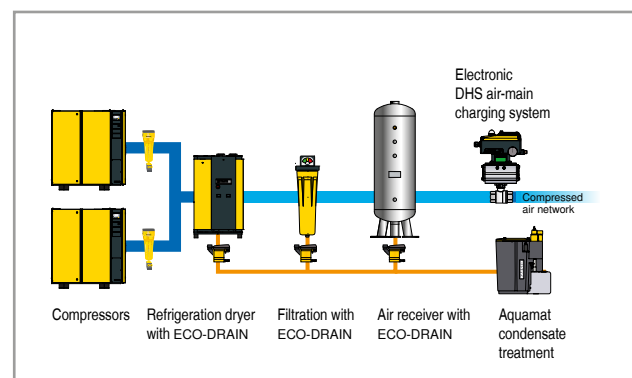 Electronic
DHS air-main
charging system
Compressed
air network
Compressors
Refrigeration dryer
with ECO-DRAIN
Filtration with
ECO-DRAIN
Air receiver with
ECO-DRAIN
Aquamat
condensate
treatment